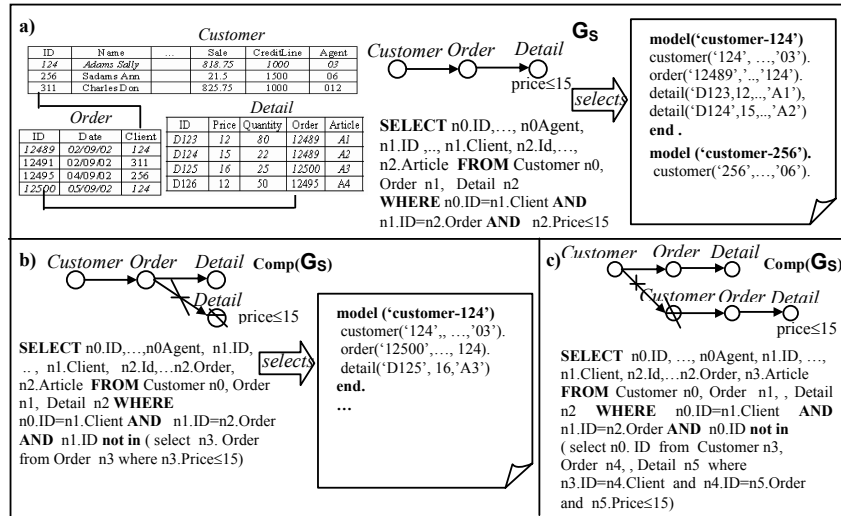 a)
Customer
ID Name ... Sale CreditLine Agent
124 Adams Sally 818.75 1000 03
256 Sadams Ann 21.5 1500 06
311 Charles Don 825.75 1000 012
Order
ID Date Client
12489 02/09/02 124
12491 02/09/02 311
12495 04/09/02 256
12500 05/09/02 124
Detail
ID Price Quantity Order Article
D123 12 80 12489 A1
D124 15 22 12489 A2
D125 16 25 12500 A3
D126 12 50 12495 A4
Customer Order Detail
GS
price≤15
selects
SELECT n0.ID,…, n0Agent,
n1.ID ,.., n1.Client, n2.Id,…,
n2.Article FROM Customer n0,
Order n1, Detail n2
WHERE n0.ID=n1.Client AND
n1.ID=n2.Order AND n2.Price≤15
model(‘customer-124’)
customer(‘124’, …,‘03’).
order(‘12489’,‘..,‘124’).
detail(‘D123,12,..,‘A1’),
detail(‘D124’,15,..,‘A2’)
end .
model(‘customer-256’).
customer(‘256’,…,‘06’).
b)
Customer Order Detail
Comp(GS)
Detail
price≤15
SELECT n0.ID,…,n0Agent, n1.ID,
.. , n1.Client, n2.Id,…n2.Order,
n2.Article FROM Customer n0, Order
n1, Detail n2 WHERE
n0.ID=n1.Client AND n1.ID=n2.Order
AND n1.ID not in ( select n3. Order
from Order n3 where n3.Price≤15)
selects
model (‘customer-124’)
customer(‘124’,, …,‘03’).
order(‘12500’,…, 124).
detail(‘D125’, 16,‘A3’)
end.
…
c)
Customer Order Detail
Comp(GS)
Customer Order Detail
price≤15
SELECT n0.ID, …, n0Agent, n1.ID, …,
n1.Client, n2.Id,…n2.Order, n3.Article
FROM Customer n0, Order n1, , Detail
n2 WHERE n0.ID=n1.Client AND
n1.ID=n2.Order AND n0.ID not in
( select n0. ID from Customer n3,
Order n4, , Detail n5 where
n3.ID=n4.Client and n4.ID=n5.Order
and n5.Price≤15)